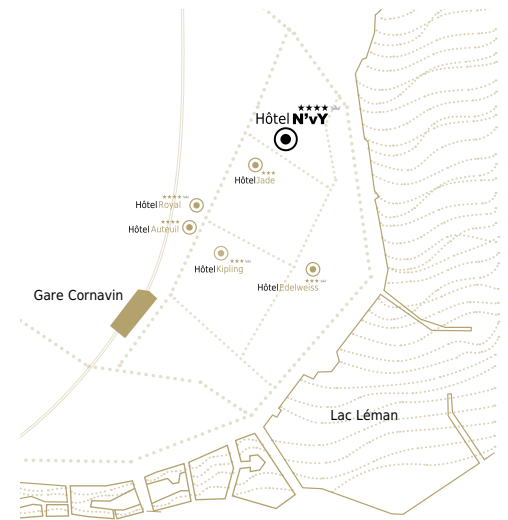 Hôtel N'vY
Hôtel Jade
Hôtel Royal
Hôtel Auteuil
Hôtel Kipling
Hôtel Edelweiss
Gare Cornavin
Lac Léman